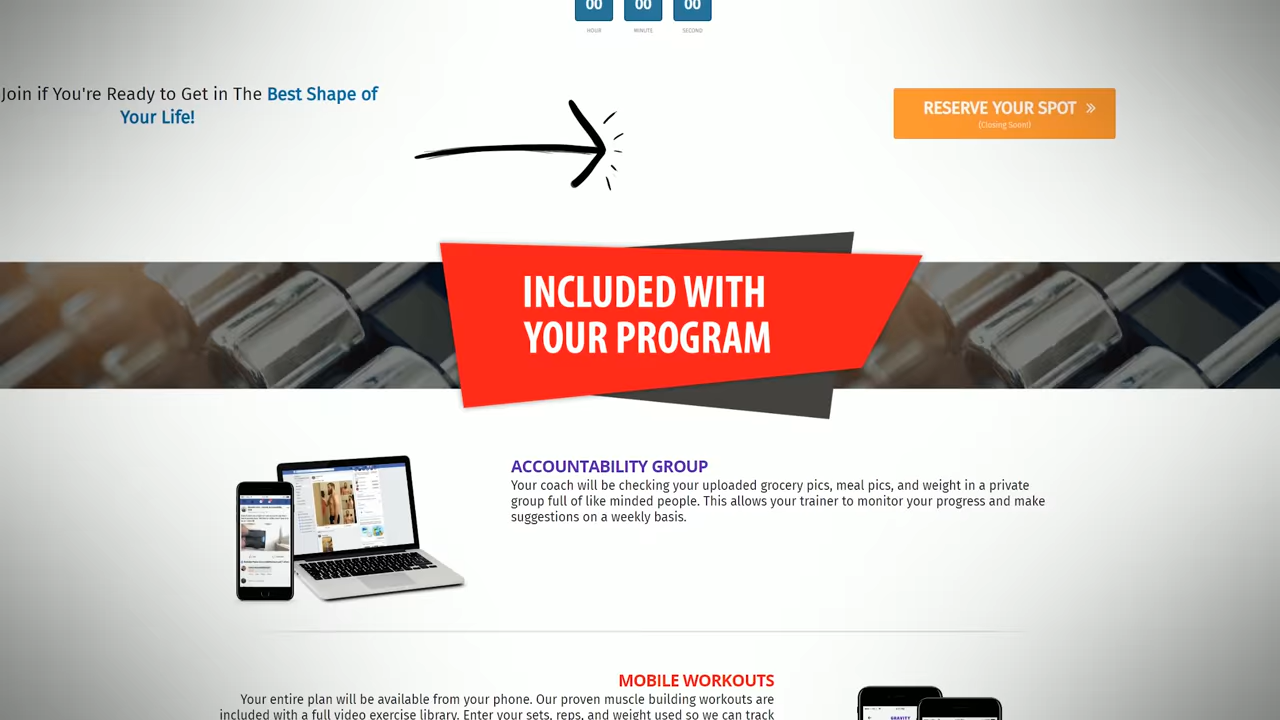 00 00 00
HOUR MINUTE SECOND
Join if You're Ready to Get in The Best Shape of
Your Life!
RESERVE YOUR SPOT »
(Closing Soon!)
INCLUDED WITH
YOUR PROGRAM
ACCOUNTABILITY GROUP
Your coach will be checking your uploaded grocery pics, meal pics, and weight in a private
group full of like minded people. This allows your trainer to monitor your progress and make
suggestions on a weekly basis.
MOBILE WORKOUTS
Your entire plan will be available from your phone. Our proven muscle building workouts are
included with a full video exercise library. Enter your sets, reps, and weight used so we can track
GRAVITY